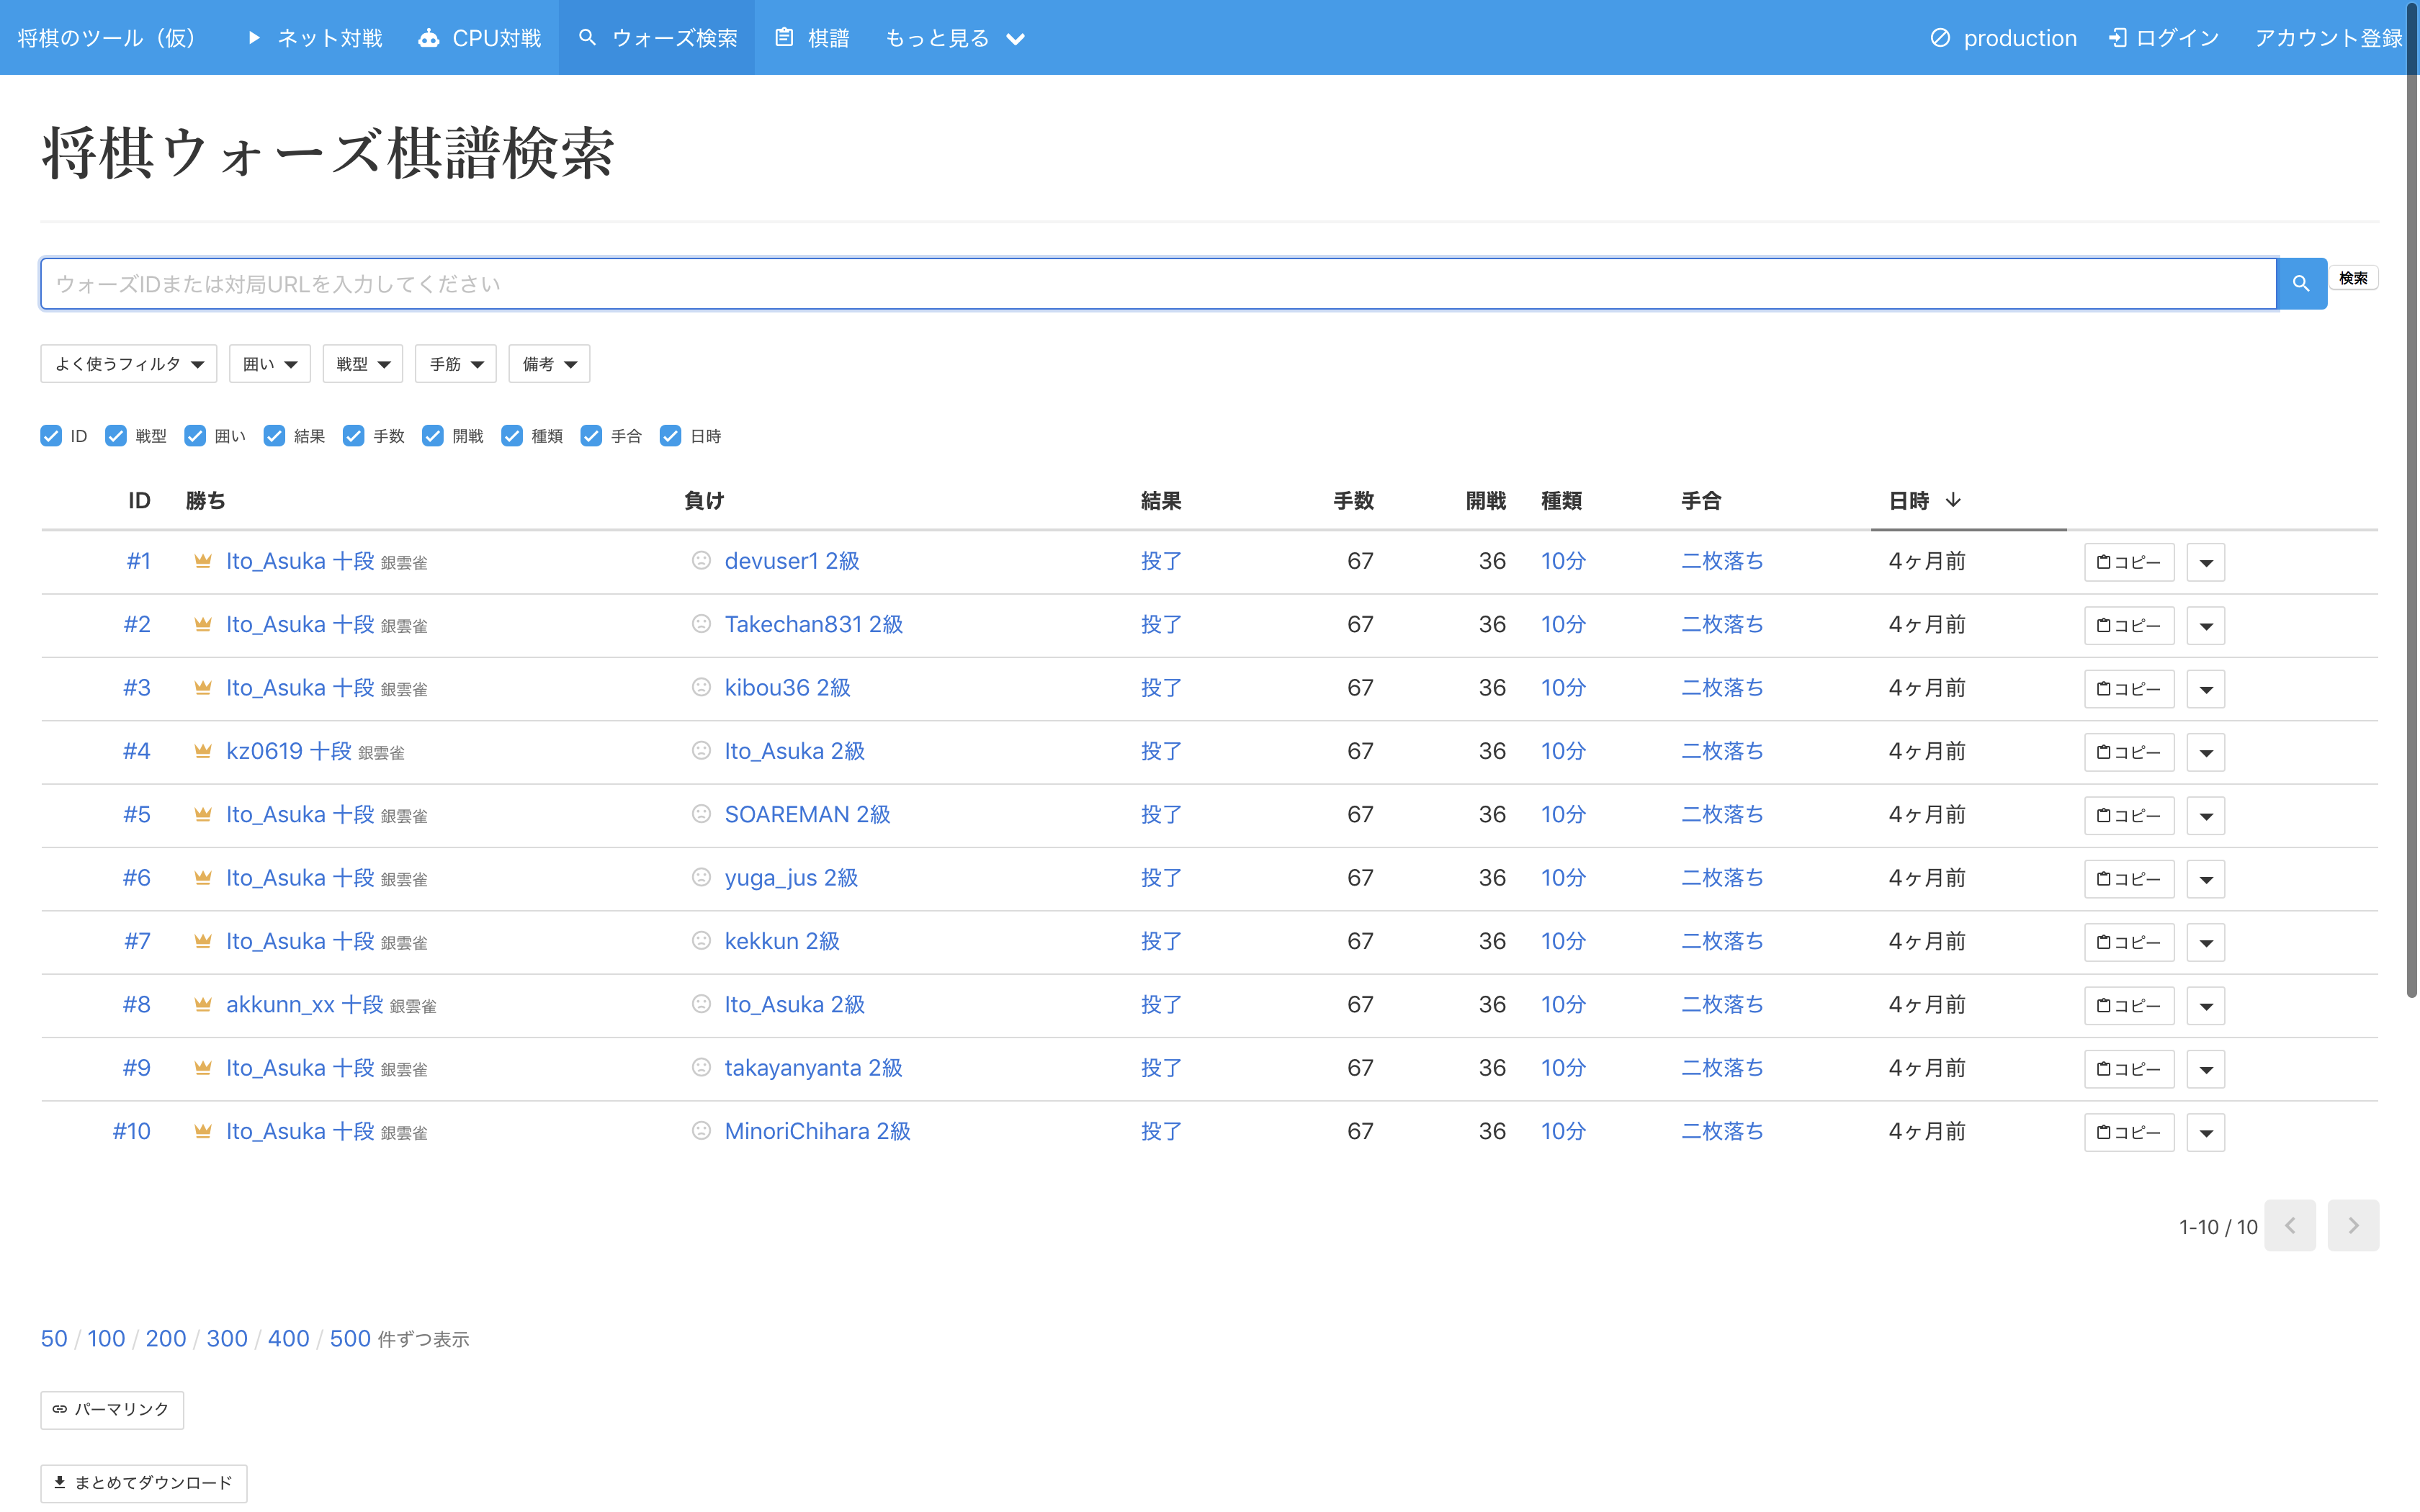 将棋のツール（仮） ネット対戦 CPU対戦 ウォーズ検索 棋譜 もっと見る production ログイン アカウント登録
将棋ウォーズ棋譜検索
ウォーズIDまたは対局URLを入力してください 検索
よく使うフィルタ 囲い 戦型 手筋 備考
ID 戦型 囲い 結果 手数 開戦 種類 手合 日時
ID 勝ち 負け 結果 手数 開戦 種類 手合 日時
#1 Ito_Asuka 十段 銀雲雀 devuser1 2級 投了 67 36 10分 二枚落ち 4ヶ月前 コピー
#2 Ito_Asuka 十段 銀雲雀 Takechan831 2級 投了 67 36 10分 二枚落ち 4ヶ月前 コピー
#3 Ito_Asuka 十段 銀雲雀 kibou36 2級 投了 67 36 10分 二枚落ち 4ヶ月前 コピー
#4 kz0619 十段 銀雲雀 Ito_Asuka 2級 投了 67 36 10分 二枚落ち 4ヶ月前 コピー
#5 Ito_Asuka 十段 銀雲雀 SOAREMAN 2級 投了 67 36 10分 二枚落ち 4ヶ月前 コピー
#6 Ito_Asuka 十段 銀雲雀 yuga_jus 2級 投了 67 36 10分 二枚落ち 4ヶ月前 コピー
#7 Ito_Asuka 十段 銀雲雀 kekkun 2級 投了 67 36 10分 二枚落ち 4ヶ月前 コピー
#8 akkunn_xx 十段 銀雲雀 Ito_Asuka 2級 投了 67 36 10分 二枚落ち 4ヶ月前 コピー
#9 Ito_Asuka 十段 銀雲雀 takayanyanta 2級 投了 67 36 10分 二枚落ち 4ヶ月前 コピー
#10 Ito_Asuka 十段 銀雲雀 MinoriChihara 2級 投了 67 36 10分 二枚落ち 4ヶ月前 コピー
1-10 / 10
50 / 100 / 200 / 300 / 400 / 500 件ずつ表示
パーマリンク
まとめてダウンロード